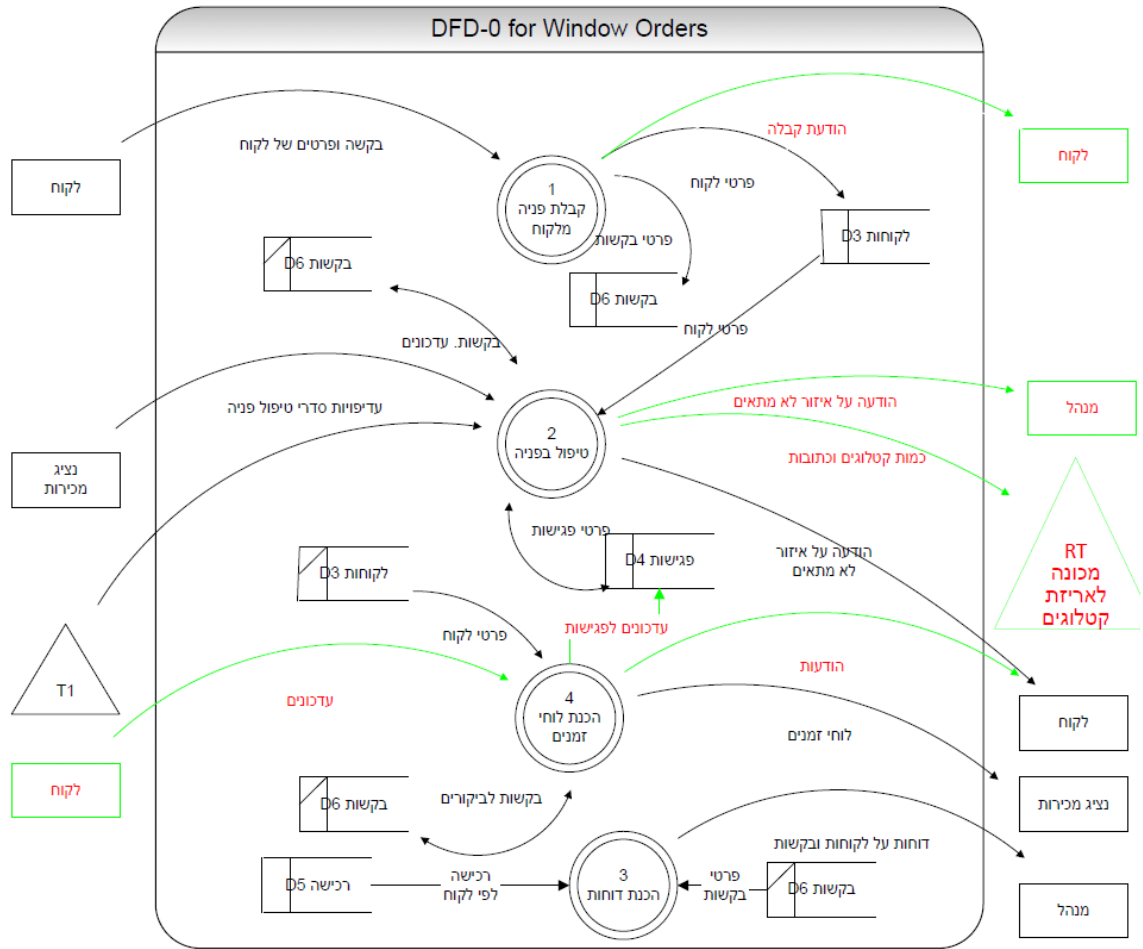 DFD-0 for Window Orders
הודעת קבלה
בקשה ופרטים של לקוח
לקוח
לקוח
1
קבלת פניה
מלקוח
פרטי לקוח
פרטי בקשות
לקוחות D3
בקשות D6
בקשות D6
פרטי לקוח
בקשות. עדכונים
עדיפויות סדרי טיפול פניה
הודעה על איזור לא מתאים
מנהל
2
טיפול בפניה
כמות קטלוגים וכתובות
נציג
מכירות
פרטי פגישות
פגישות D4
הודעה על איזור
לא מתאים
RT
מכונה
לאריזת
קטלוגים
לקוחות D3
עדכונים לפגישות
פרטי לקוח
T1
הודעות
עדכונים
4
הכנת לוחי
זמנים
לקוח
לוחי זמנים
לקוח
בקשות D6
בקשות לביקורים
נציג מכירות
דוחות על לקוחות ובקשות
רכישה D5
רכישה
לפי לקוח
3
הכנת דוחות
פרטי
בקשות
בקשות D6
מנהל